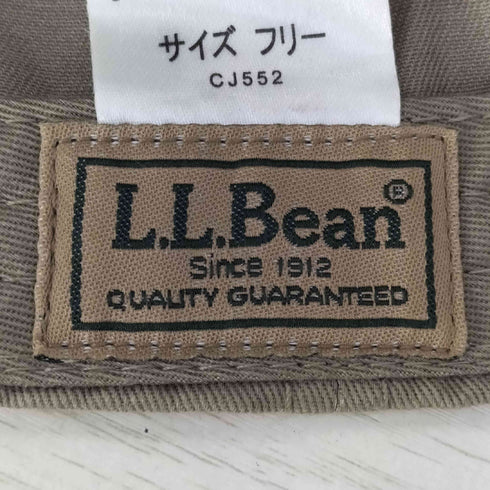 サイズ フリー
CJ552
L.L.Bean®
Since 1912
QUALITY GUARANTEED